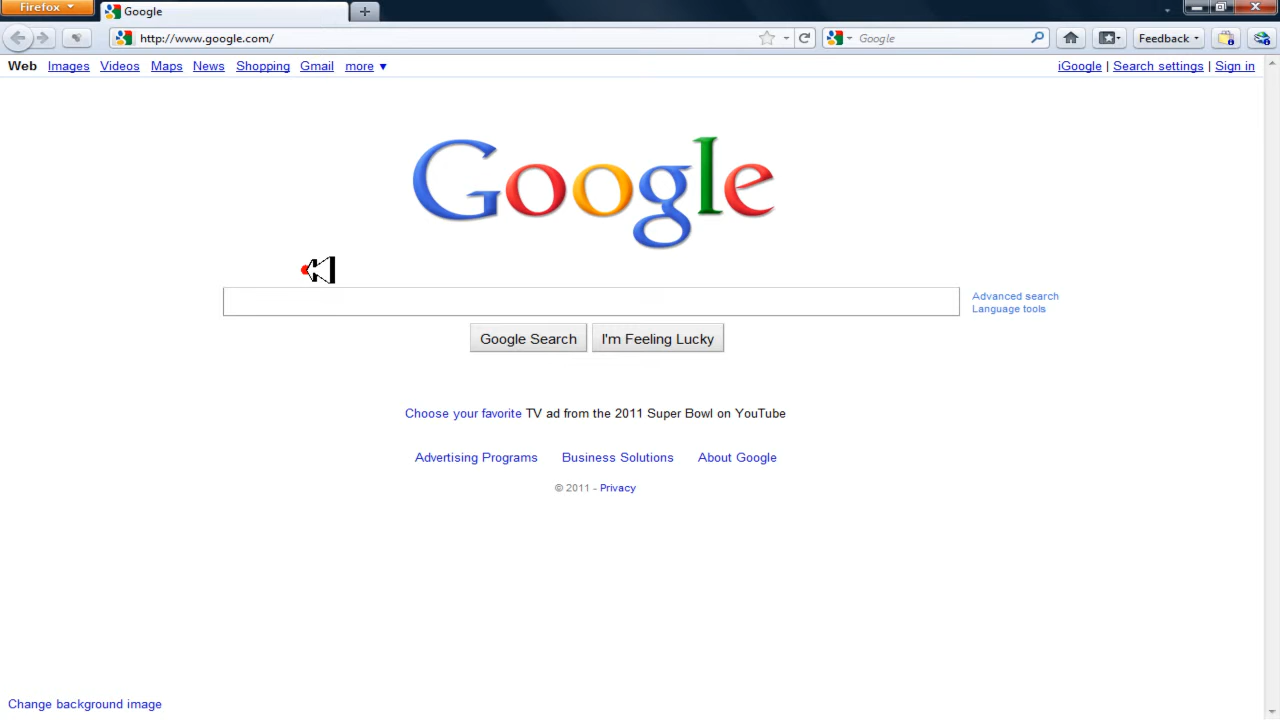 Firefox
Google
http://www.google.com/
Google
Feedback
Web Images Videos Maps News Shopping Gmail more
iGoogle | Search settings | Sign in
Google
Advanced search
Language tools
Google Search
I'm Feeling Lucky
Choose your favorite TV ad from the 2011 Super Bowl on YouTube
Advertising Programs Business Solutions About Google
© 2011 - Privacy
Change background image